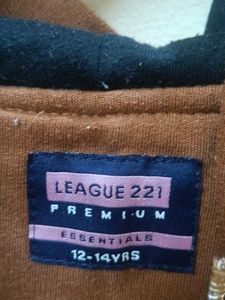 LEAGUE 221
PREMIUM
ESSENTIALS
12-14YRS